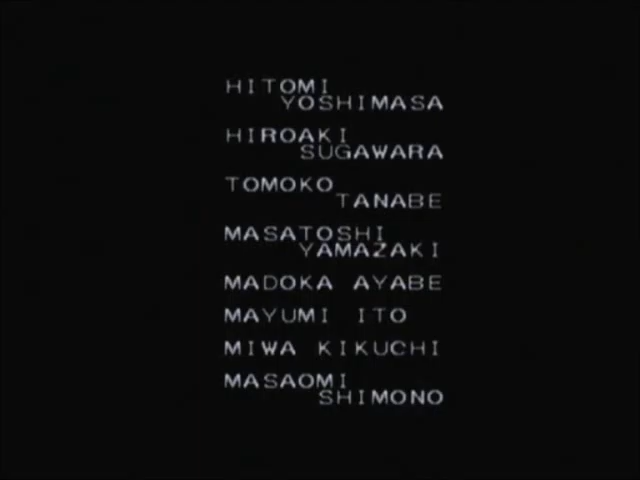 HITOMI
YOSHIMASA
HIROAKI
SUGAWARA
TOMOKO
TANABE
MASATOSHI
YAMAZAKI
MADOKA AYABE
MAYUMI ITO
MIWA KIKUCHI
MASAOMI
SHIMONO